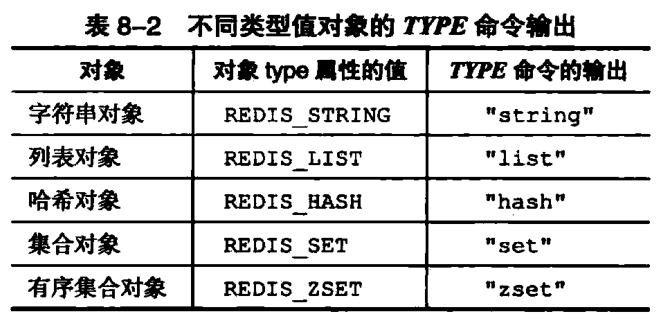 表 8-2 不同类型值对象的 TYPE 命令输出
对象 对象 type 属性的值 TYPE 命令的输出
字符串对象 REDIS_STRING "string"
列表对象 REDIS_LIST "list"
哈希对象 REDIS_HASH "hash"
集合对象 REDIS_SET "set"
有序集合对象 REDIS_ZSET "zset"